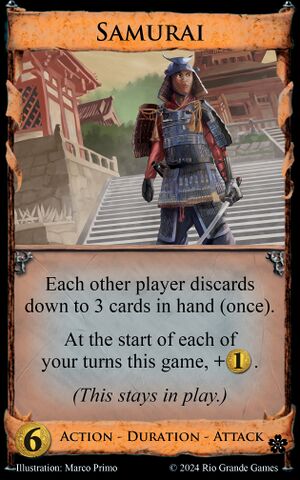 SAMURAI
Each other player discards
down to 3 cards in hand (once).
At the start of each of
your turns this game, +1.
(This stays in play.)
6 ACTION - DURATION - ATTACK
Illustration: Marco Primo © 2024 Rio Grande Games